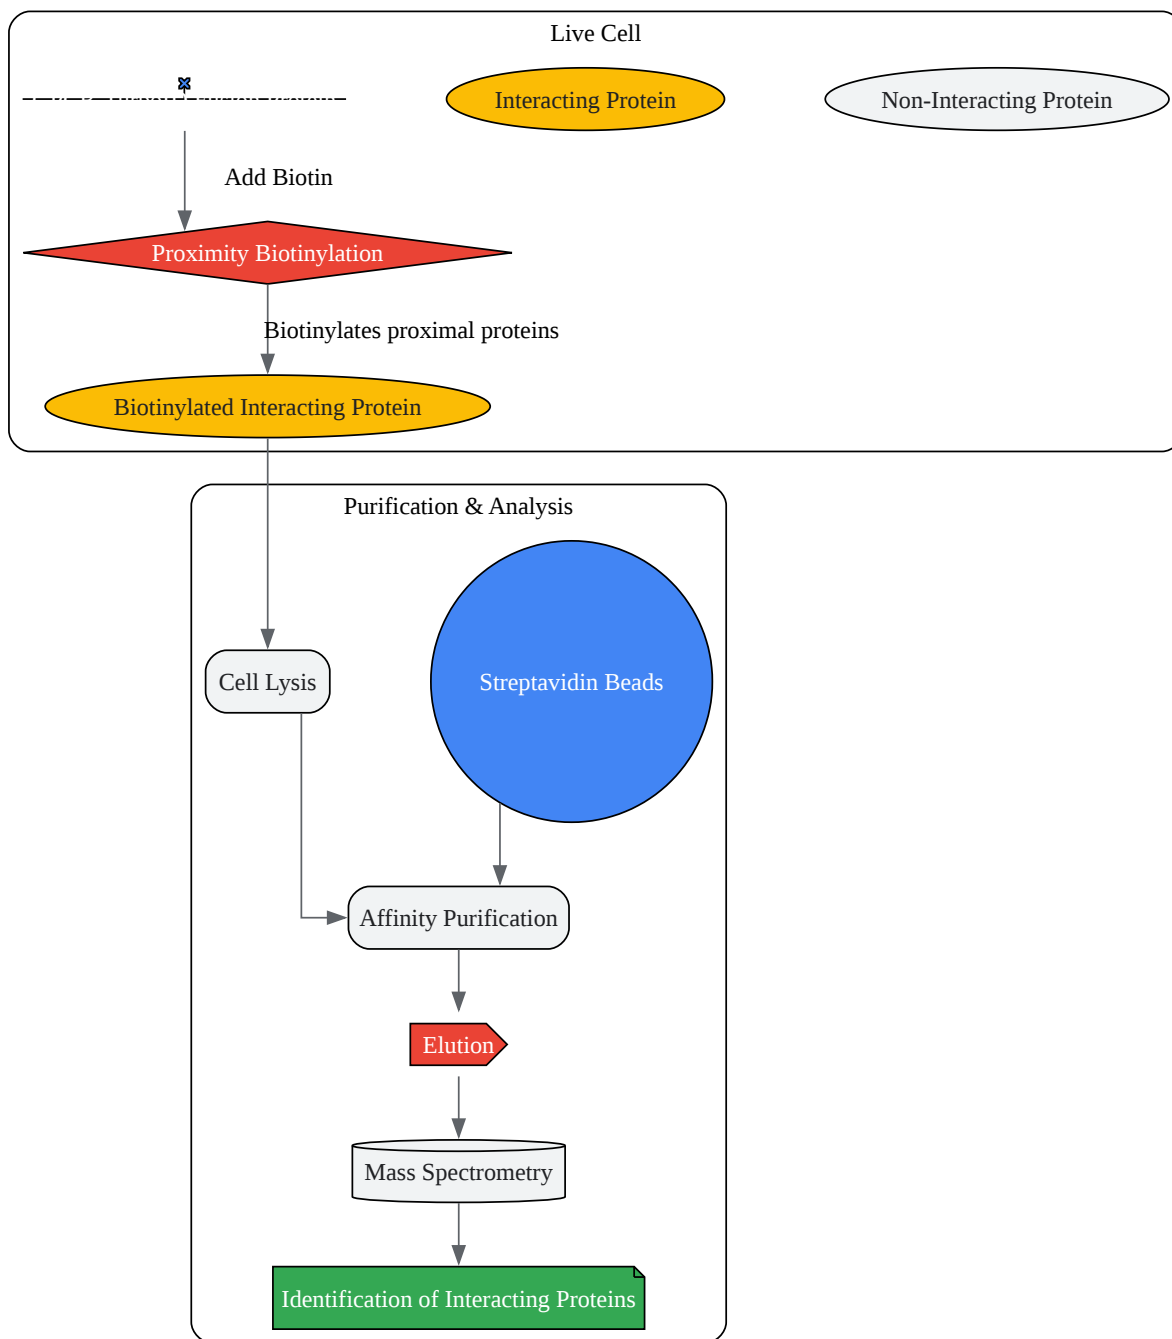 Live Cell
Interacting Protein
Non-Interacting Protein
Add Biotin
Proximity Biotinylation
Biotinylates proximal proteins
Biotinylated Interacting Protein
Purification & Analysis
Cell Lysis
Streptavidin Beads
Affinity Purification
Elution
Mass Spectrometry
Identification of Interacting Proteins